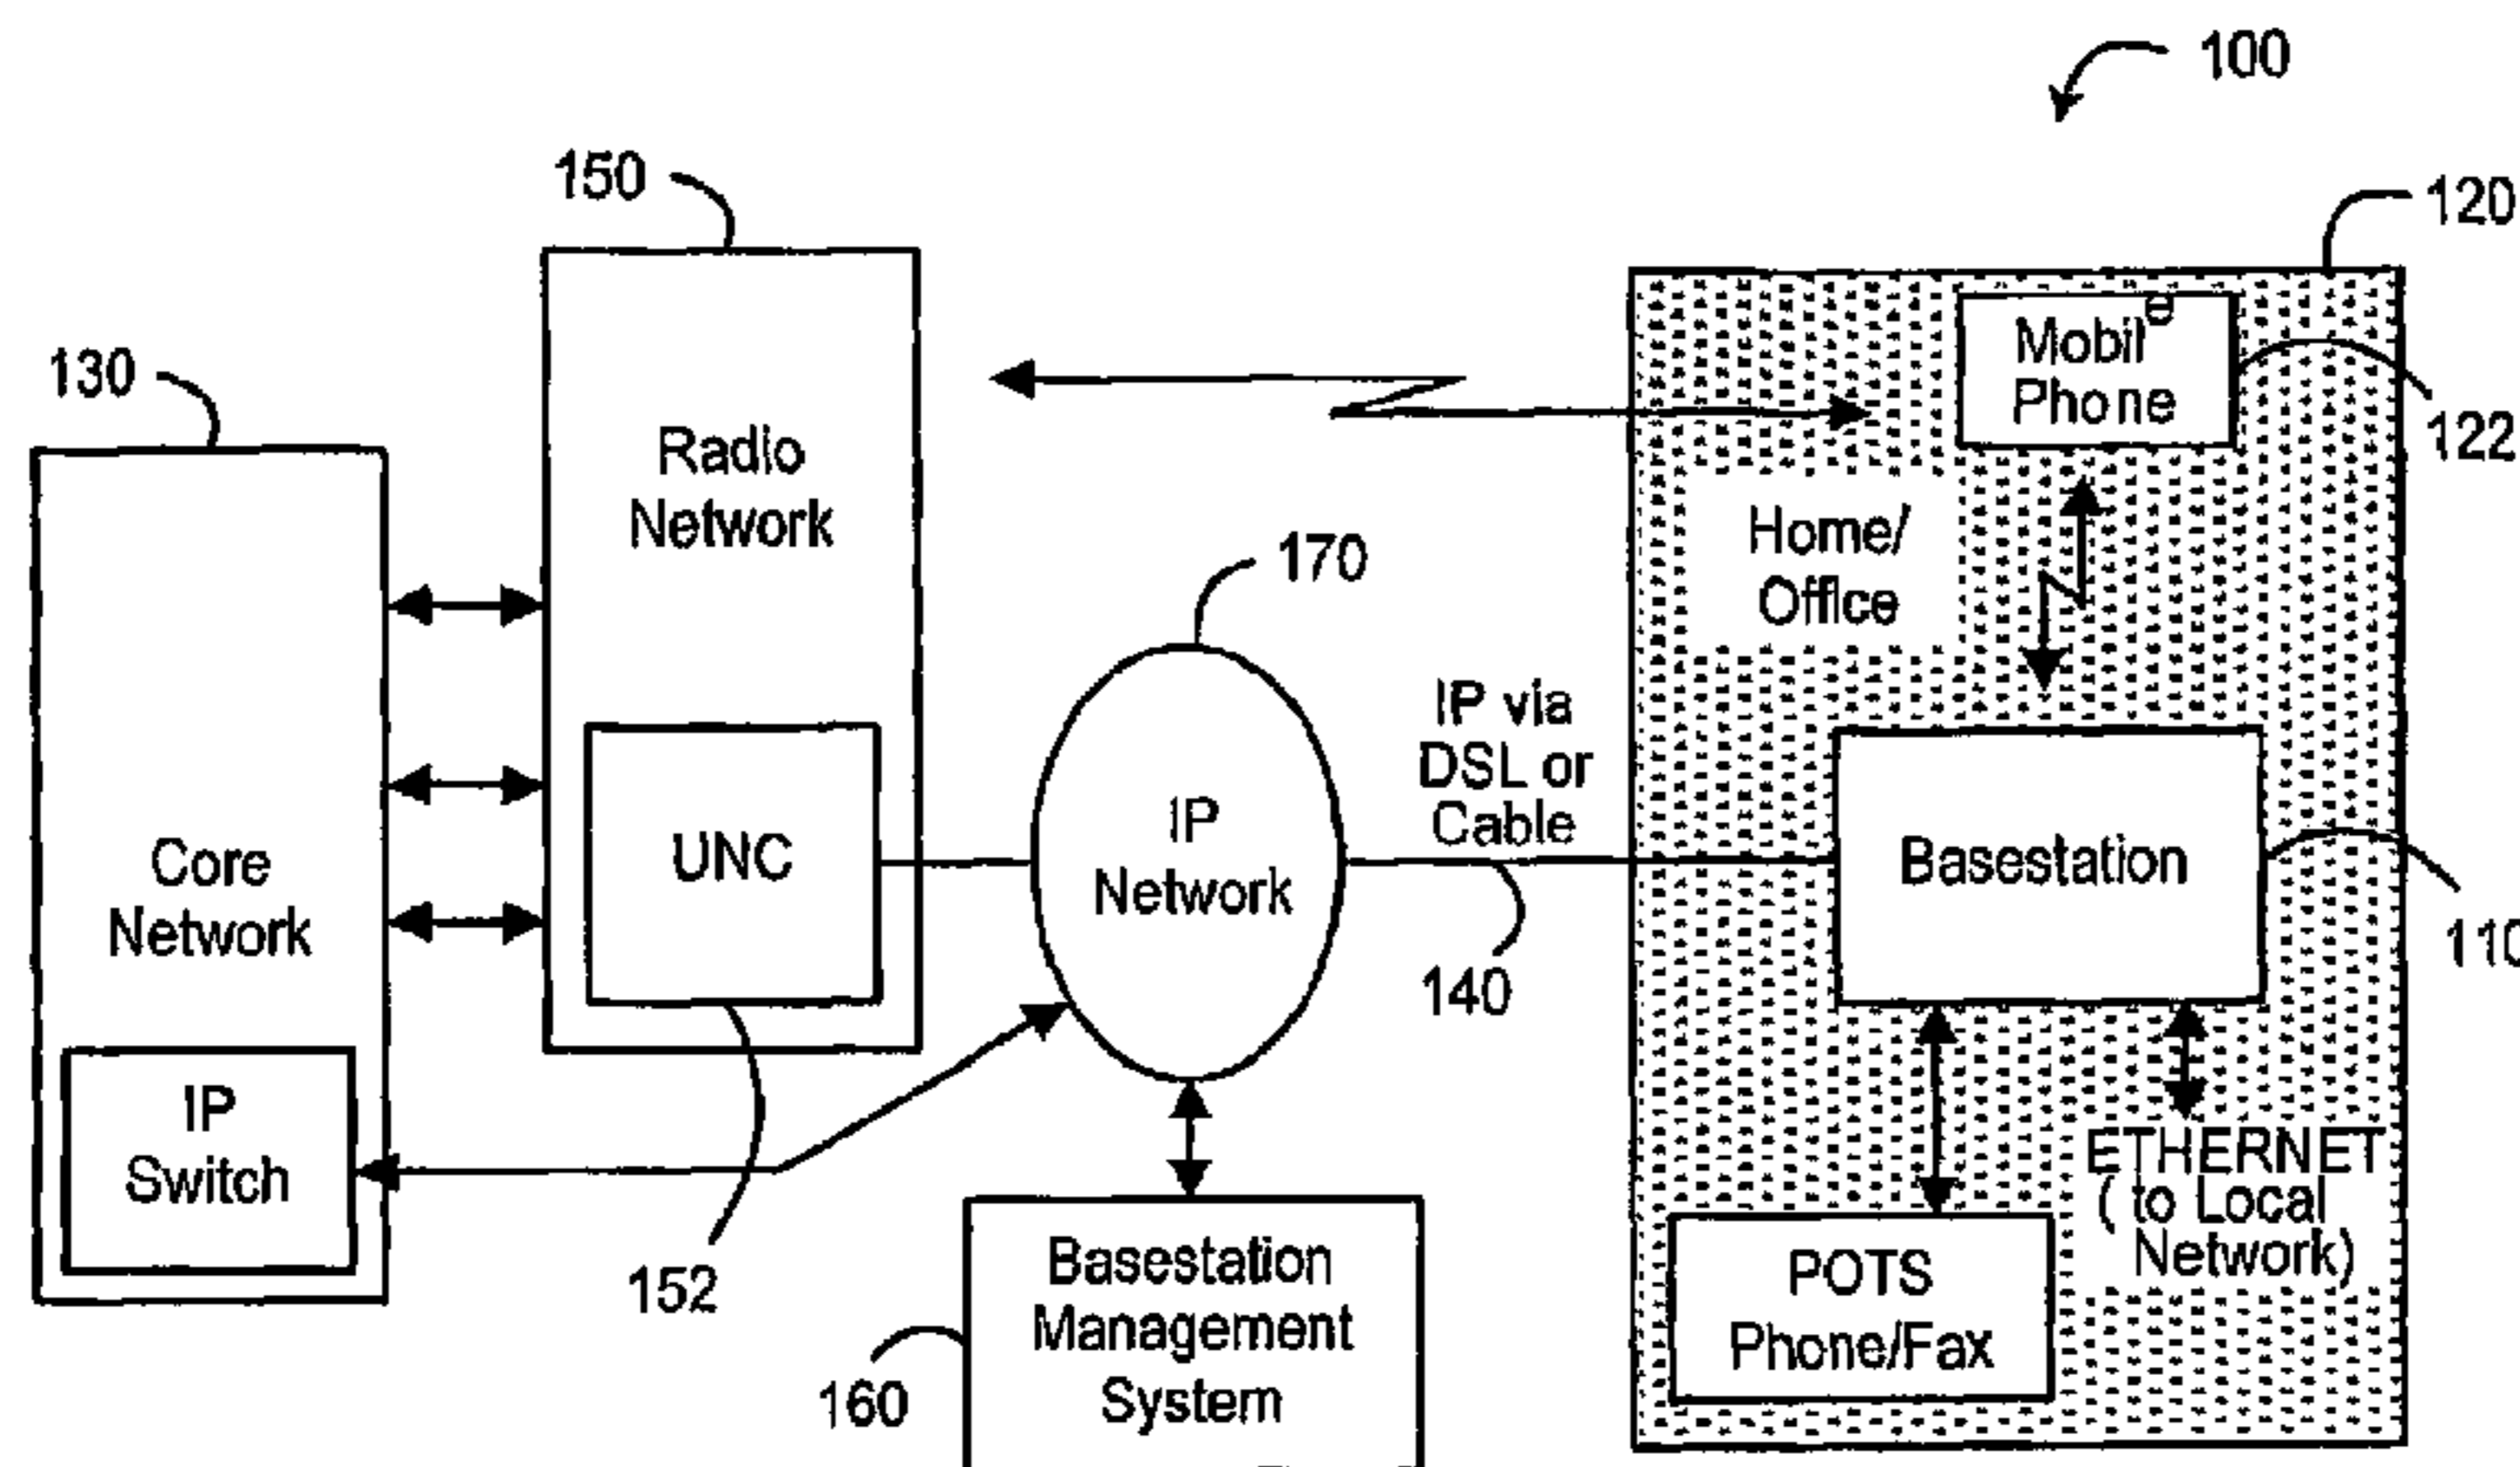 100
150
120
130
Mobile
Phone
122
Radio
Network
Home/
Office
170
IP via
DSL or
Cable
UNC
IP
Network
Basestation
Core
Network
110
140
IP
Switch
ETHERNET
( to Local
Network)
152
Basestation
Management
System
POTS
Phone/Fax
160